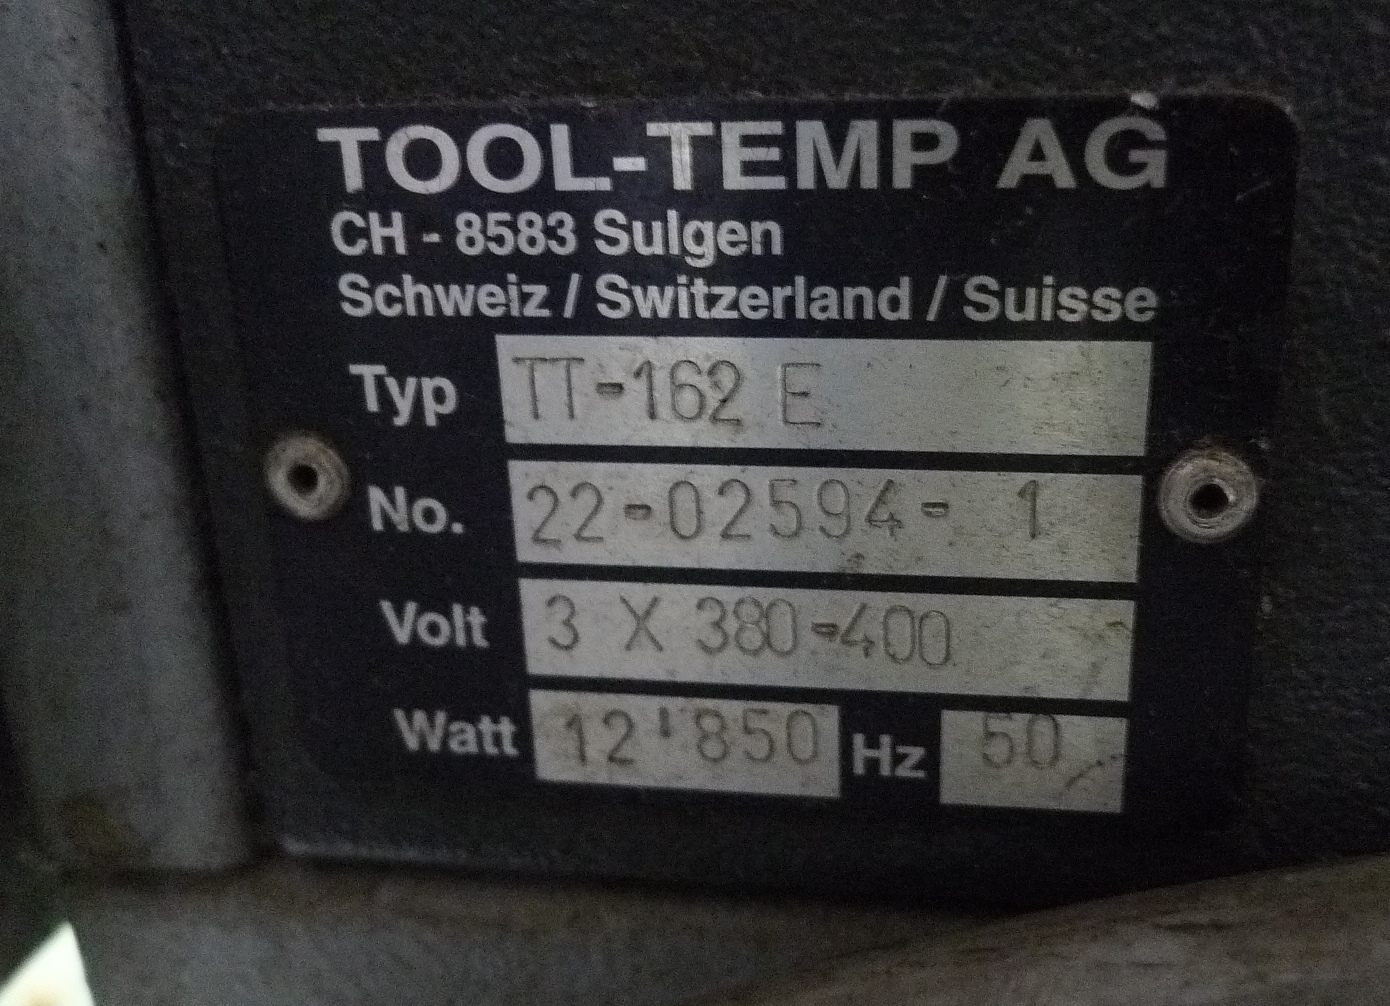 TOOL-TEMP AG
CH - 8583 Sulgen
Schweiz / Switzerland / Suisse
Typ TT-162 E
No. 22-02594- 1
Volt 3 X 380-400
Watt 12'850 Hz 50